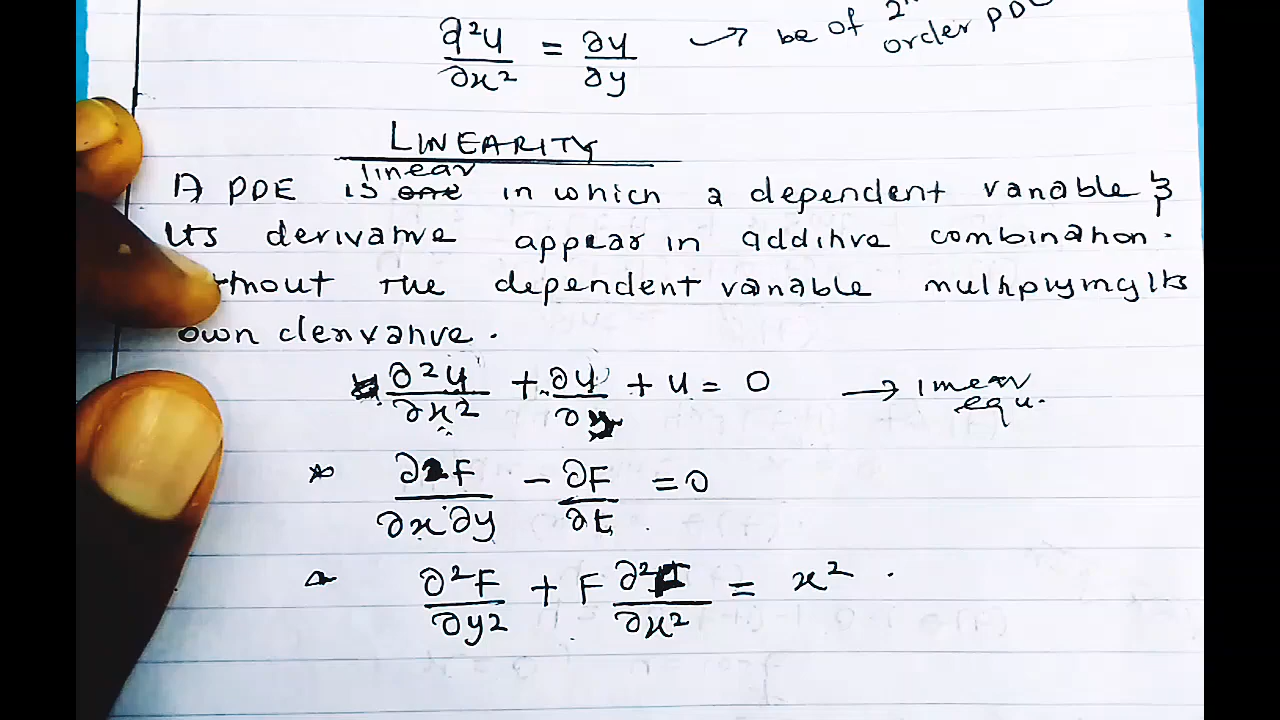 ∂²U/∂x² = ∂u/∂y → be of 2ⁿ
order PDE
LINEARITY
A PDE is linear in which a dependent variable &
its derivative appear in additive combination.
without the dependent variable multiplying its
own derivative.
∂²u/∂x² + ∂u/∂y + u = 0 → linear
equ.
* ∂²F/∂x∂y - ∂F/∂t = 0
∂²F/∂y² + F ∂²F/∂x² = x².